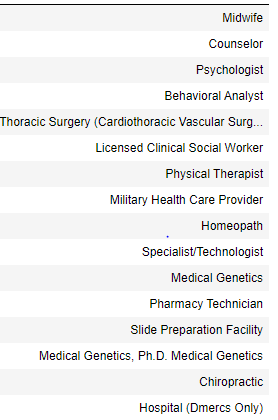 Midwife
Counselor
Psychologist
Behavioral Analyst
Thoracic Surgery (Cardiothoracic Vascular Surg...
Licensed Clinical Social Worker
Physical Therapist
Military Health Care Provider
Homeopath
Specialist/Technologist
Medical Genetics
Pharmacy Technician
Slide Preparation Facility
Medical Genetics, Ph.D. Medical Genetics
Chiropractic
Hospital (Dmercs Only)